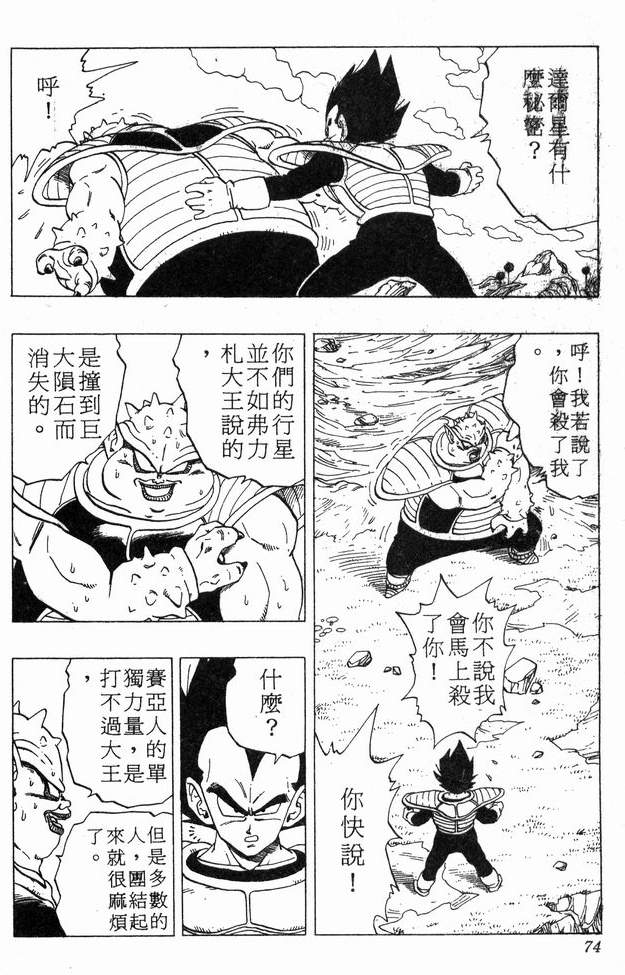 達爾星有什
麼秘密？
呼！
呼！我若說了
，你會殺了我
。
你不說我
會馬上殺
了你！
你快說！
你們的行星
並不如弗力
札大王說的
，
是撞到巨
大隕石而
消失的。
什麼？
賽亞人的單
獨力量，是
打不過大王
，
但是多數的
人，團結起
來就很麻煩
了。
74